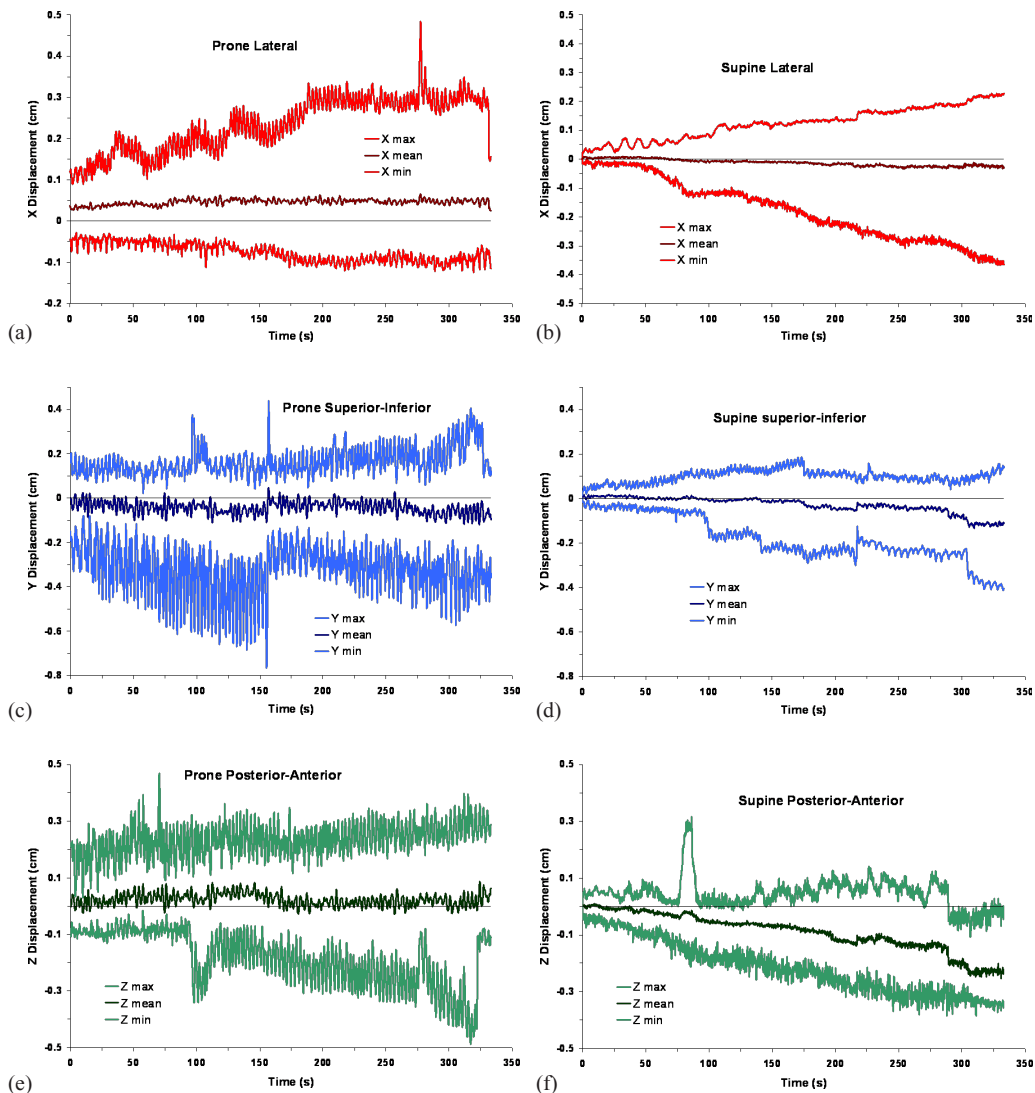 Prone Lateral
X Displacement (cm)
0.5
0.4
0.3
0.2
0.1
0
-0.1
-0.2
X max
X mean
X min
0 50 100 150 200 250 300 350
Time (s)
(a)
Supine Lateral
X Displacement (cm)
0.5
0.4
0.3
0.2
0.1
0
-0.1
-0.2
-0.3
-0.4
-0.5
X max
X mean
X min
0 50 100 150 200 250 300 350
Time (s)
(b)
Prone Superior-Inferior
Y Displacement (cm)
0.4
0.2
0
-0.2
-0.4
-0.6
-0.8
Y max
Y mean
Y min
0 50 100 150 200 250 300 350
Time (s)
(c)
Supine superior-inferior
Y Displacement (cm)
0.4
0.2
0
-0.2
-0.4
-0.6
-0.8
Y max
Y mean
Y min
0 50 100 150 200 250 300 350
Time (s)
(d)
Prone Posterior-Anterior
Z Displacement (cm)
0.5
0.3
0.1
-0.1
-0.3
-0.5
Z max
Z mean
Z min
0 50 100 150 200 250 300 350
Time (s)
(e)
Supine Posterior-Anterior
Z Displacement (cm)
0.5
0.3
0.1
-0.1
-0.3
-0.5
Z max
Z mean
Z min
0 50 100 150 200 250 300 350
Time (s)
(f)